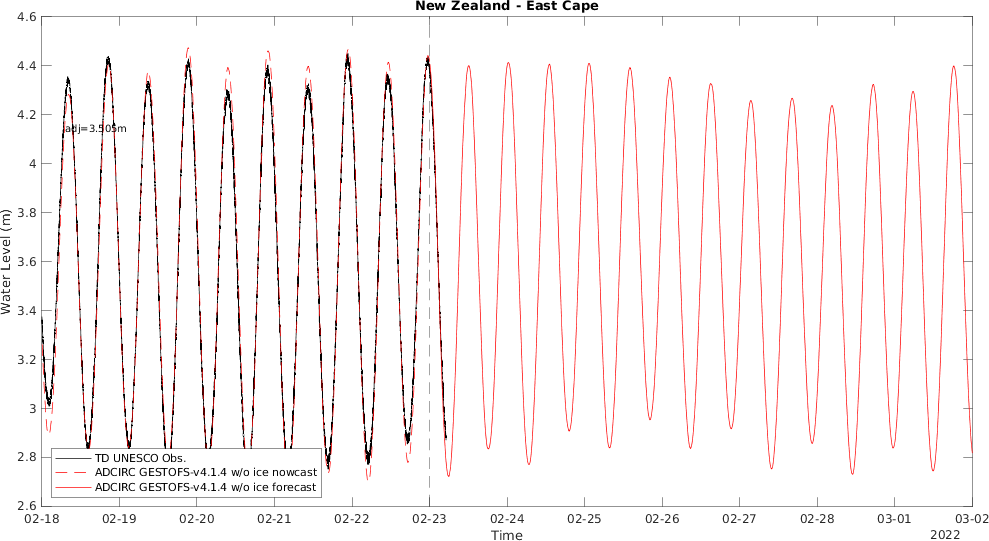 New Zealand - East Cape
4.6
4.4
4.2
4
3.8
3.6
3.4
3.2
3
2.8
2.6
Water Level (m)
adj=3.505m
TD UNESCO Obs.
ADCIRC GESTOFS-v4.1.4 w/o ice nowcast
ADCIRC GESTOFS-v4.1.4 w/o ice forecast
02-18 02-19 02-20 02-21 02-22 02-23 02-24 02-25 02-26 02-27 02-28 03-01 03-02
Time
2022